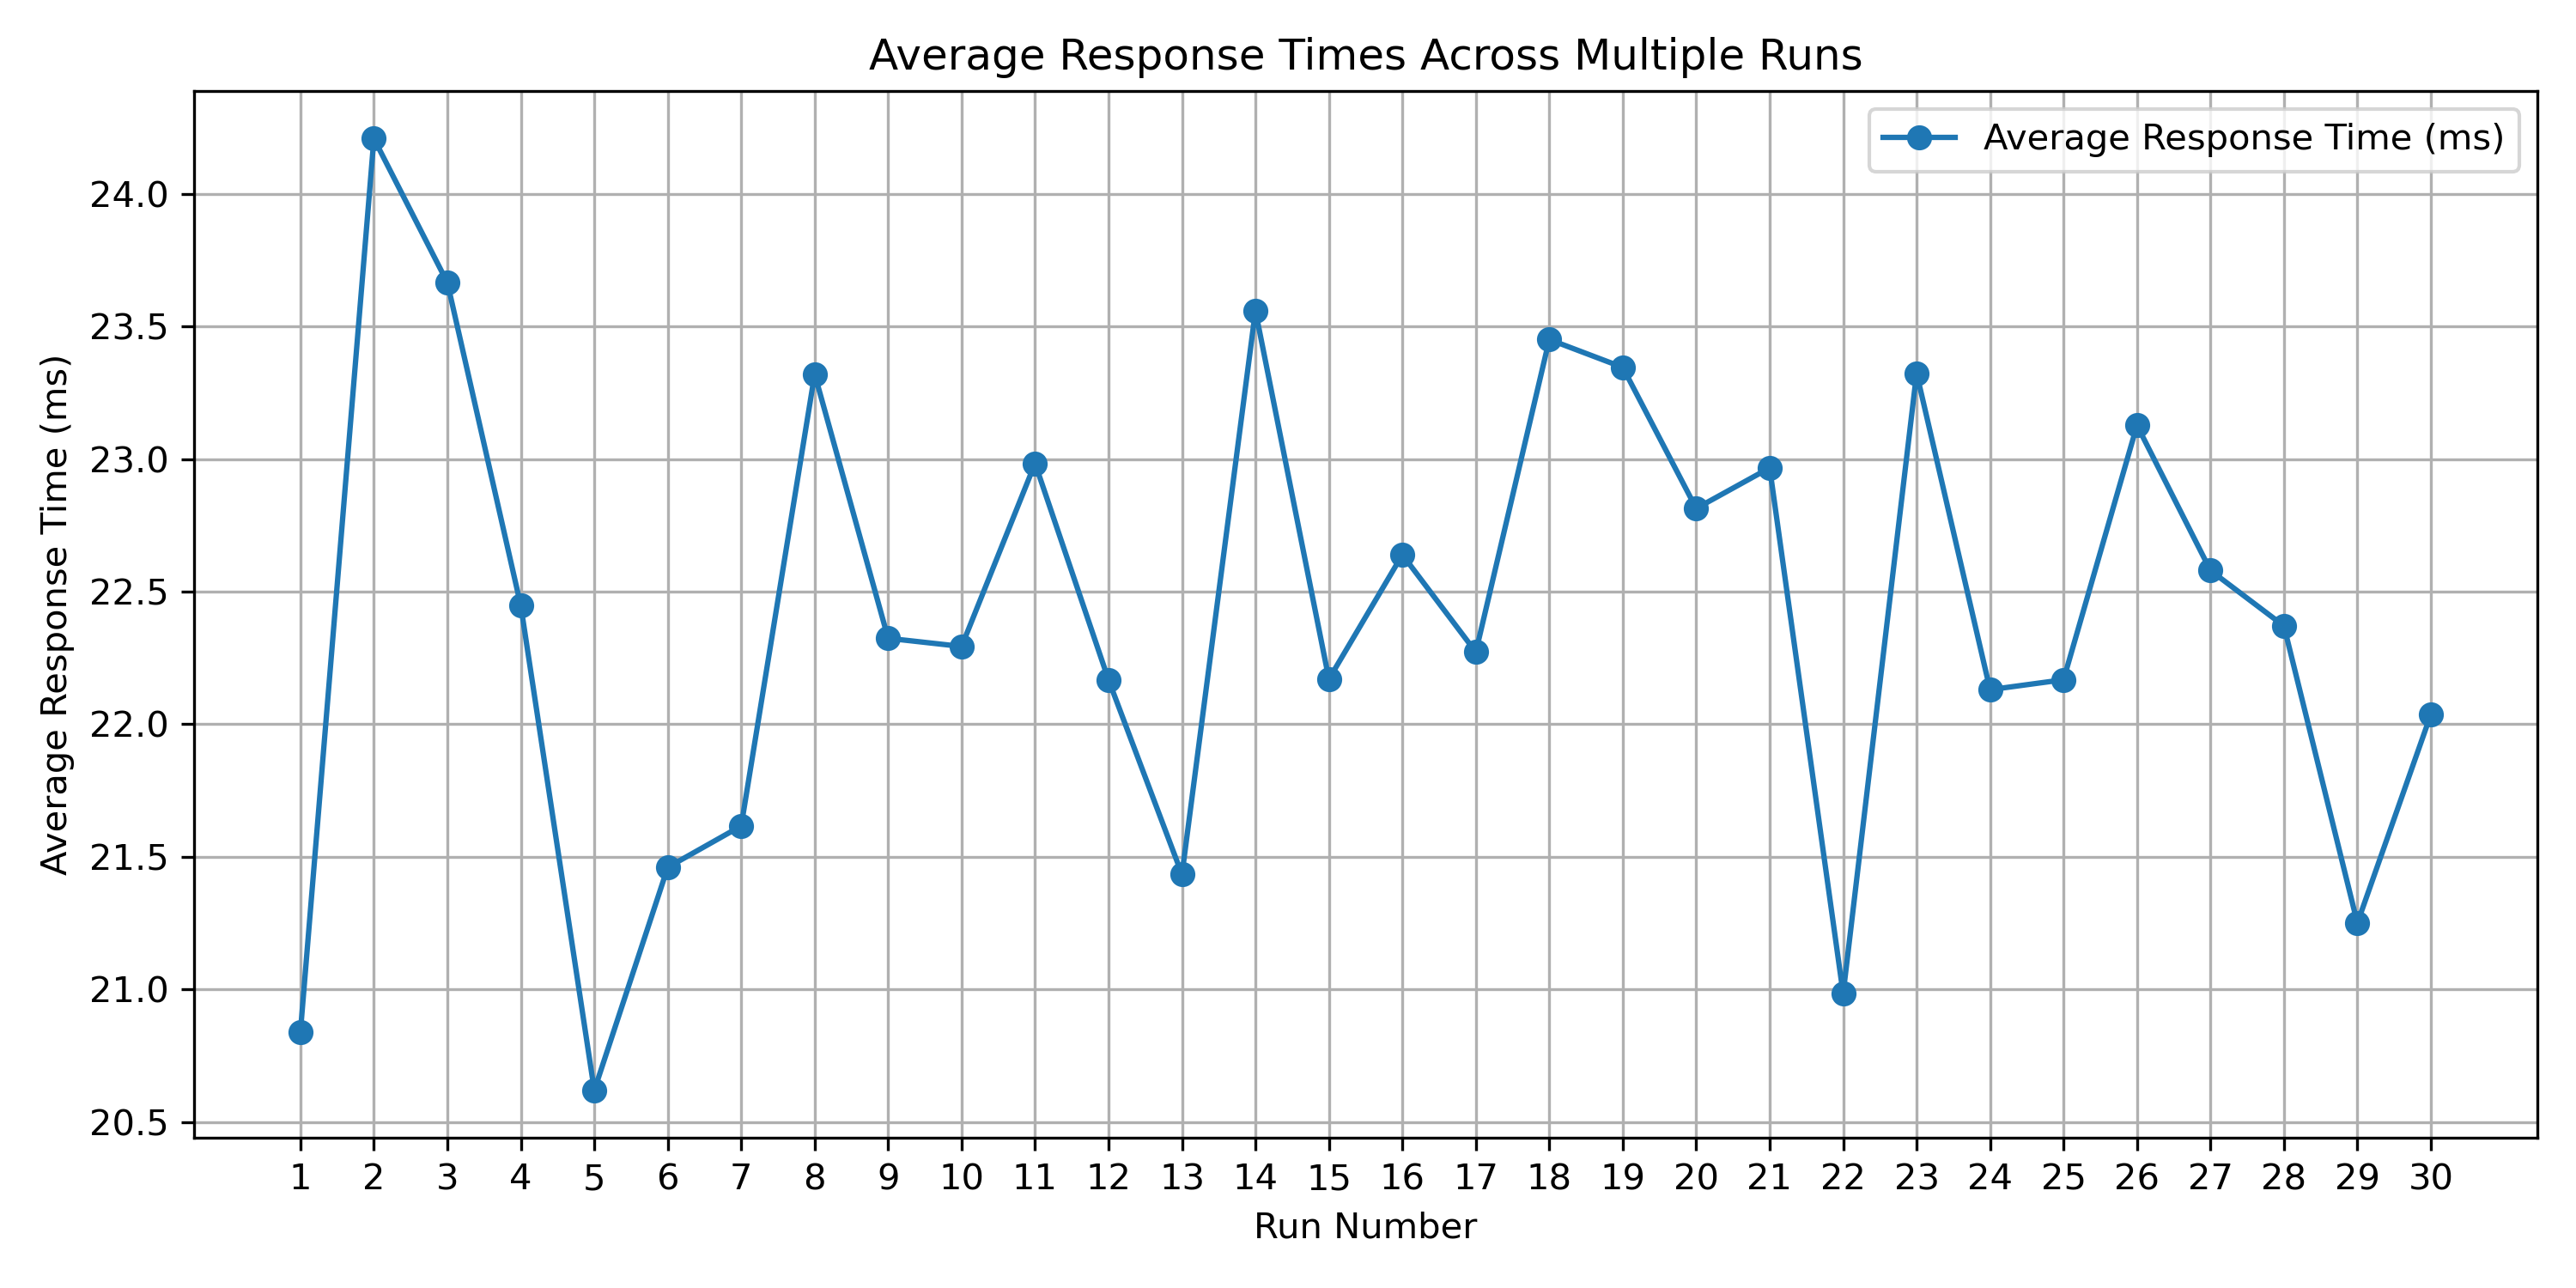 Average Response Times Across Multiple Runs
Average Response Time (ms)
24.0
23.5
23.0
22.5
22.0
21.5
21.0
20.5
Average Response Time (ms)
1 2 3 4 5 6 7 8 9 10 11 12 13 14 15 16 17 18 19 20 21 22 23 24 25 26 27 28 29 30
Run Number